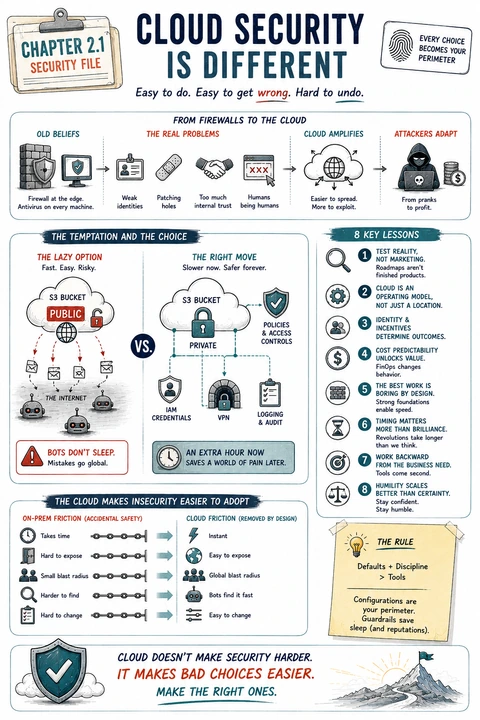 CHAPTER 2.1
SECURITY FILE
CLOUD SECURITY
IS DIFFERENT
Easy to do. Easy to get wrong. Hard to undo.
EVERY CHOICE
BECOMES YOUR
PERIMETER
FROM FIREWALLS TO THE CLOUD
OLD BELIEFS
Firewall at the edge.
Antivirus on every machine.
THE REAL PROBLEMS
Weak
identities
Patching
holes
Too much
internal trust
XXX
Humans
being humans
CLOUD AMPLIFIES
Easier to spread.
More to exploit.
ATTACKERS ADAPT
$
From pranks
to profit.
THE TEMPTATION AND THE CHOICE
THE LAZY OPTION
Fast. Easy. Risky.
S3 BUCKET
PUBLIC
THE INTERNET
BOTS DON'T SLEEP.
Mistakes go global.
VS.
THE RIGHT MOVE
Slower now. Safer forever.
S3 BUCKET
PRIVATE
POLICIES
& ACCESS
CONTROLS
IAM
CREDENTIALS
VPN
LOGGING
& AUDIT
AN EXTRA HOUR NOW
SAVES A WORLD OF PAIN LATER.
8 KEY LESSONS
1 TEST REALITY,
NOT MARKETING.
Roadmaps aren't
finished products.
2 CLOUD IS AN
OPERATING MODEL,
NOT JUST A LOCATION.
3 IDENTITY &
INCENTIVES
DETERMINE OUTCOMES.
$
4 COST PREDICTABILITY
UNLOCKS VALUE.
FinOps changes
behavior.
5 THE BEST WORK IS
BORING BY DESIGN.
Strong foundations
enable speed.
6 TIMING MATTERS
MORE THAN BRILLIANCE.
Revolutions take longer
than we think.
7 WORK BACKWARD
FROM THE BUSINESS NEED.
Tools come second.
8 HUMILITY SCALES
BETTER THAN CERTAINTY.
Stay confident.
Stay humble.
THE CLOUD MAKES INSECURITY EASIER TO ADOPT
ON-PREM FRICTION (ACCIDENTAL SAFETY)
CLOUD FRICTION (REMOVED BY DESIGN)
Takes time
Instant
Hard to expose
Easy to expose
Small blast radius
Global blast radius
Harder to find
Bots find it fast
Hard to change
Easy to change
THE RULE
Defaults + Discipline
> Tools
Configurations are
your perimeter.
Guardrails save
sleep (and reputations).
CLOUD DOESN'T MAKE SECURITY HARDER.
IT MAKES BAD CHOICES EASIER.
MAKE THE RIGHT ONES.